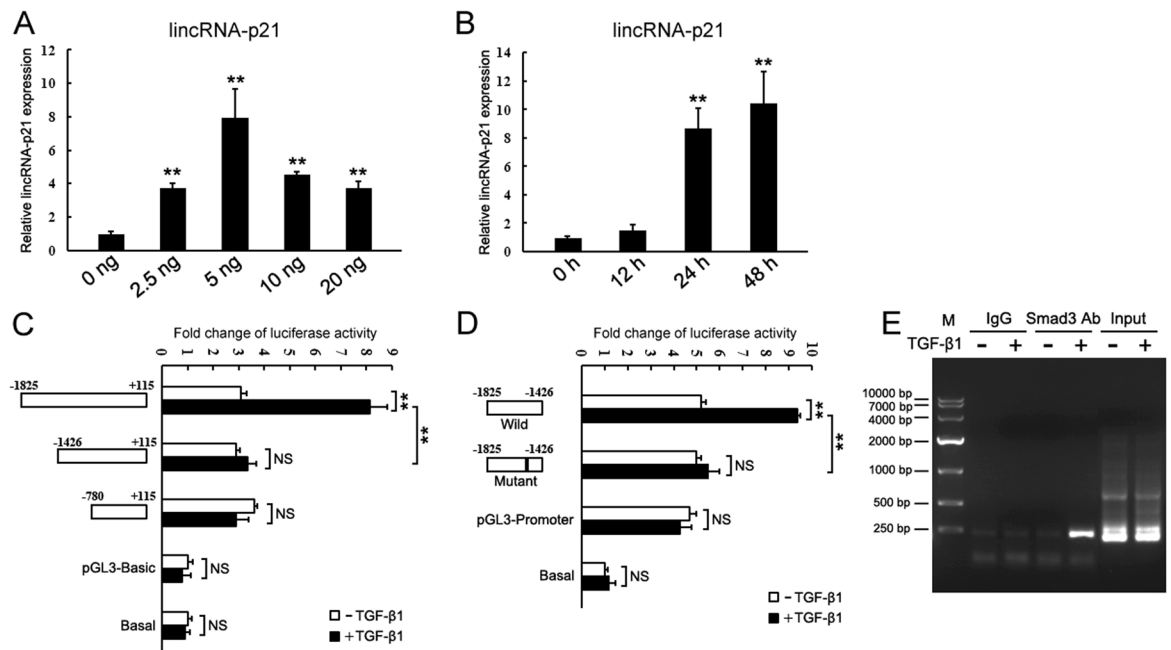 A
lincRNA-p21
Relative lincRNA-p21 expression
12
10
8
6
4
2
0
**
**
**
**
0 ng
2.5 ng
5 ng
10 ng
20 ng
B
lincRNA-p21
Relative lincRNA-p21 expression
14
12
10
8
6
4
2
0
**
**
0 h
12 h
24 h
48 h
C
Fold change of luciferase activity
0 1 2 3 4 5 6 7 8 9
-1825 +115
-1426 +115
-780 +115
pGL3-Basic
Basal
**
**
NS
NS
NS
NS
– TGF-β1
+ TGF-β1
D
Fold change of luciferase activity
0 1 2 3 4 5 6 7 8 9 10
-1825 -1426
Wild
-1825 -1426
Mutant
pGL3-Promoter
Basal
**
**
NS
NS
NS
– TGF-β1
+ TGF-β1
E
M IgG Smad3 Ab Input
TGF-β1 – + – + – +
10000 bp
7000 bp
4000 bp
2000 bp
1000 bp
500 bp
250 bp